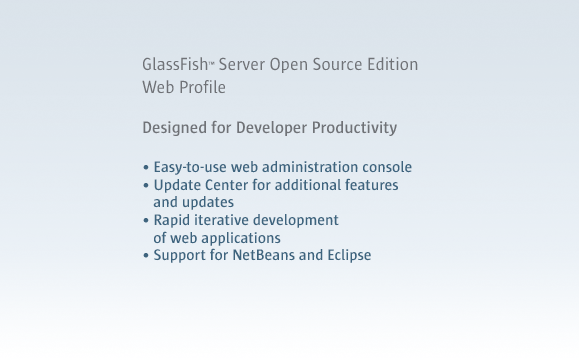 GlassFish™ Server Open Source Edition
Web Profile
Designed for Developer Productivity
• Easy-to-use web administration console
• Update Center for additional features
and updates
• Rapid iterative development
of web applications
• Support for NetBeans and Eclipse